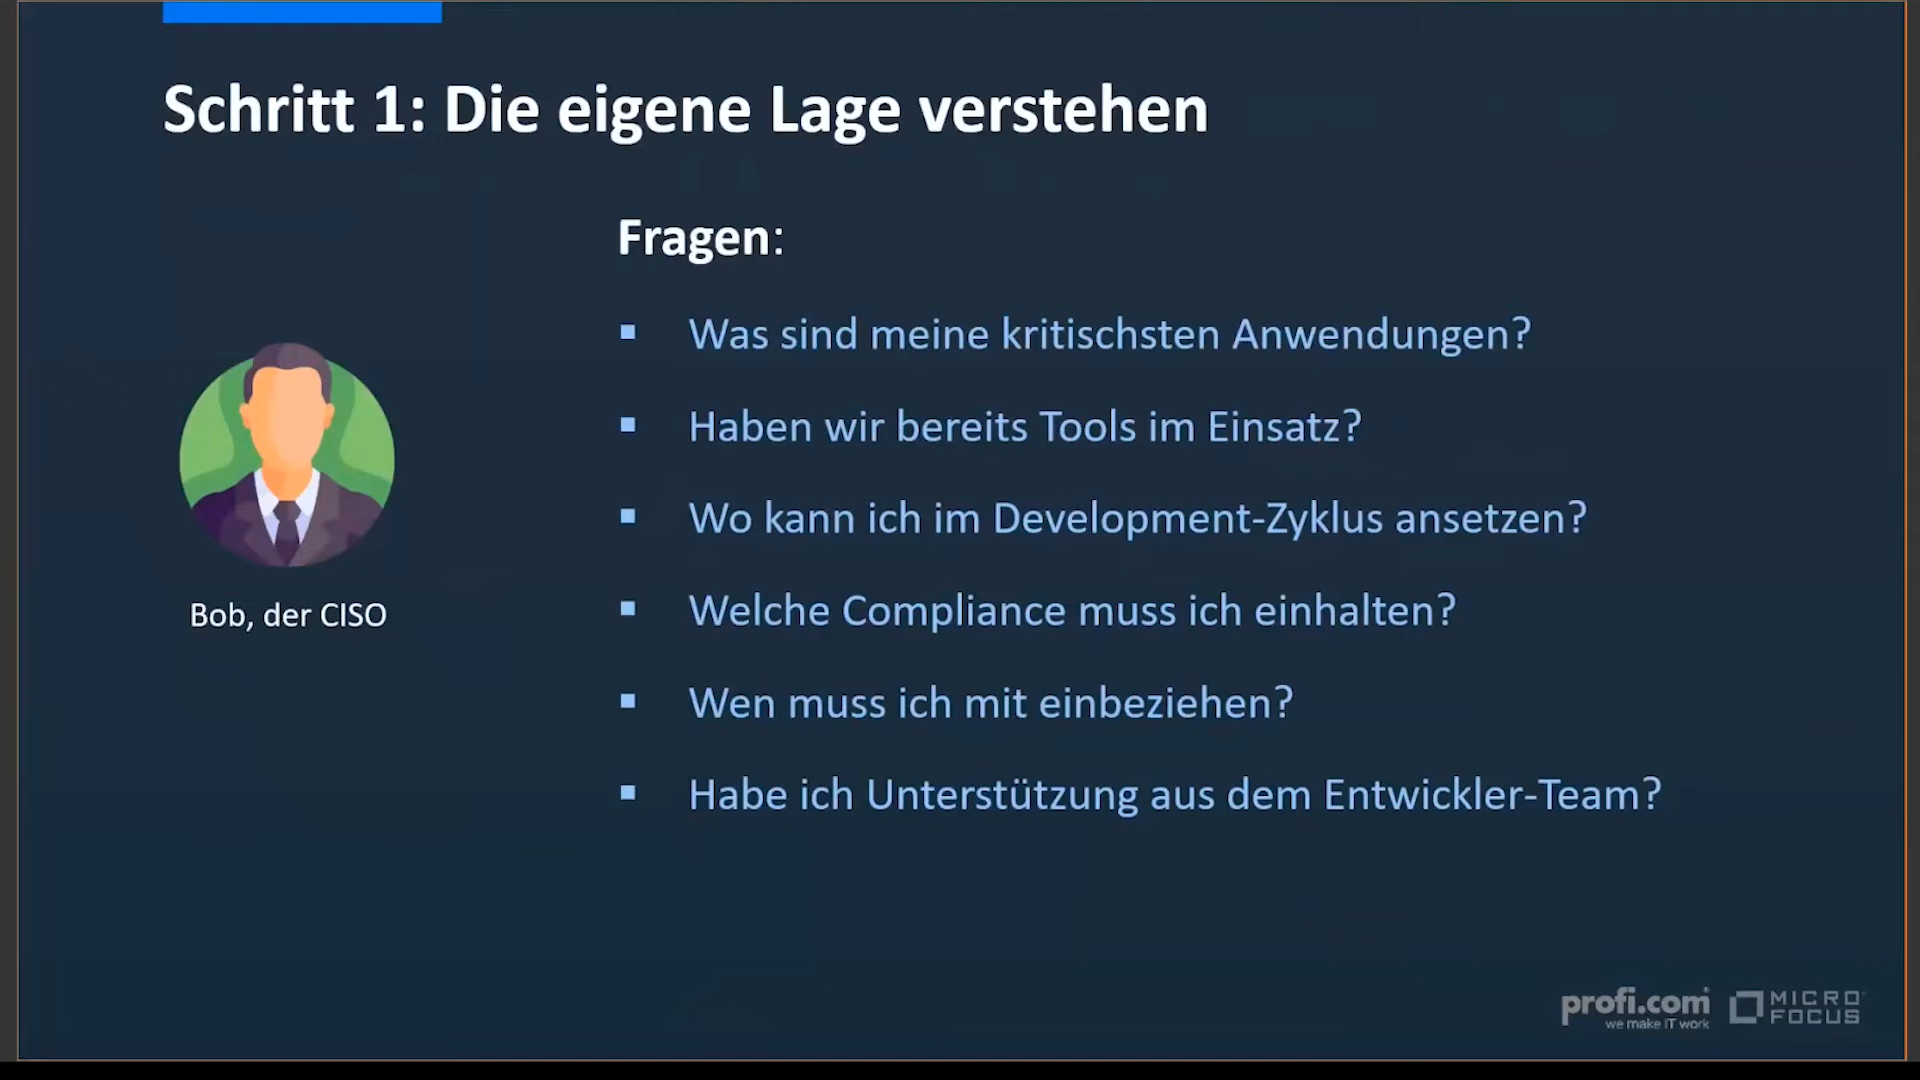 Schritt 1: Die eigene Lage verstehen
Fragen:
▪ Was sind meine kritischsten Anwendungen?
▪ Haben wir bereits Tools im Einsatz?
▪ Wo kann ich im Development-Zyklus ansetzen?
▪ Welche Compliance muss ich einhalten?
▪ Wen muss ich mit einbeziehen?
▪ Habe ich Unterstützung aus dem Entwickler-Team?
Bob, der CISO
profi.com
we make IT work
MICRO
FOCUS